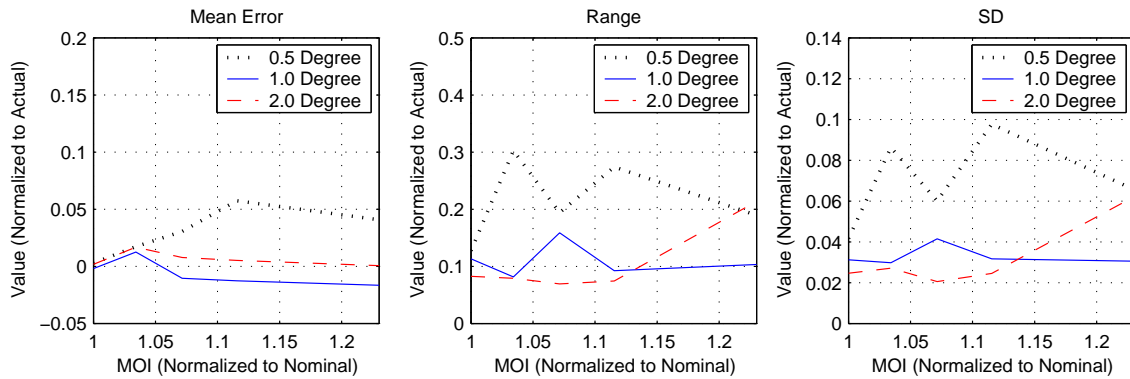 Mean Error
0.2
0.15
0.1
0.05
0
−0.05
Value (Normalized to Actual)
0.5 Degree
1.0 Degree
2.0 Degree
1 1.05 1.1 1.15 1.2
MOI (Normalized to Nominal)
Range
0.5
0.4
0.3
0.2
0.1
0
Value (Normalized to Actual)
0.5 Degree
1.0 Degree
2.0 Degree
1 1.05 1.1 1.15 1.2
MOI (Normalized to Nominal)
SD
0.14
0.12
0.1
0.08
0.06
0.04
0.02
0
Value (Normalized to Actual)
0.5 Degree
1.0 Degree
2.0 Degree
1 1.05 1.1 1.15 1.2
MOI (Normalized to Nominal)